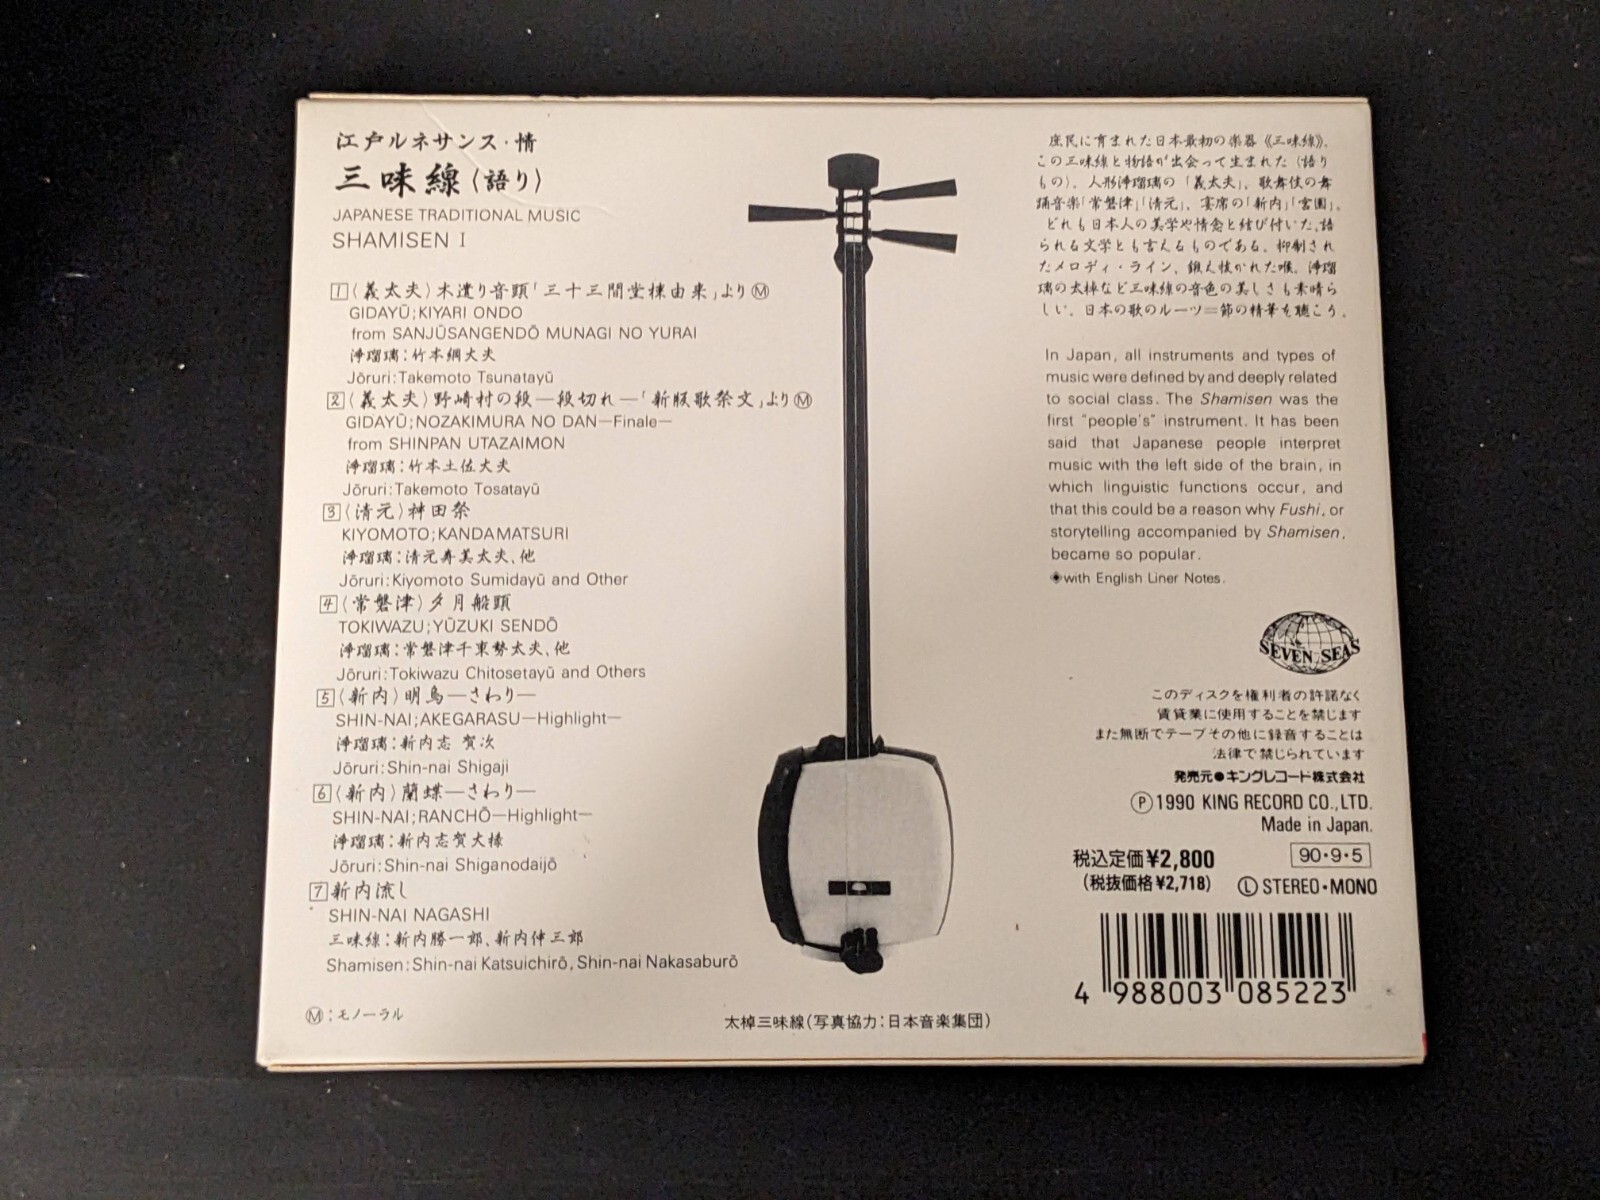 江戸ルネサンス・情
三味線(語り)
JAPANESE TRADITIONAL MUSIC
SHAMISEN I
1〈義太夫〉木遣り音頭「三十三間堂棟由来」よりⓂ
GIDAYŪ;KIYARI ONDO
from SANJŪSANGENDŌ MUNAGI NO YURAI
浄瑠璃:竹本綱大夫
Jōruri:Takemoto Tsunatayū
2〈義太夫〉野崎村の段—段切れ—「新版歌祭文」よりⓂ
GIDAYŪ;NOZAKIMURA NO DAN—Finale—
from SHINPAN UTAZAIMON
浄瑠璃:竹本土佐大夫
Jōruri:Takemoto Tosatayū
3〈清元〉神田祭
KIYOMOTO;KANDAMATSURI
浄瑠璃:清元寿美太夫、他
Jōruri:Kiyomoto Sumidayū and Other
4〈常磐津〉夕月船頭
TOKIWAZU;YŪZUKI SENDŌ
浄瑠璃:常磐津千東勢太夫、他
Jōruri:Tokiwazu Chitosetayū and Others
5〈新内〉明烏—さわり—
SHIN-NAI;AKEGARASU—Highlight—
浄瑠璃:新内志賀次
Jōruri:Shin-nai Shigaji
6〈新内〉蘭蝶—さわり—
SHIN-NAI;RANCHŌ—Highlight—
浄瑠璃:新内志賀大掾
Jōruri:Shin-nai Shiganodaijō
7 新内流し
SHIN-NAI NAGASHI
三味線:新内勝一郎、新内仲三郎
Shamisen:Shin-nai Katsuichirō, Shin-nai Nakasaburō
Ⓜ:モノーラル
太棹三味線(写真協力:日本音楽集団)
庶民に育まれた日本最初の楽器《三味線》。
この三味線と物語が出会って生まれた〈語り
もの〉。人形浄瑠璃の「義太夫」、歌舞伎の舞
踊音楽「常磐津」「清元」、宴席の「新内」「宮薗」。
どれも日本人の美学や情念と結び付いた、語
られる文学とも言えるものである。抑制され
たメロディ・ライン、鍛え抜かれた喉。浄瑠
璃の太棹など三味線の音色の美しさも素晴ら
しい。日本の歌のルーツ=節の精華を聴こう。
In Japan, all instruments and types of
music were defined by and deeply related
to social class. The Shamisen was the
first "people's" instrument. It has been
said that Japanese people interpret
music with the left side of the brain, in
which linguistic functions occur, and
that this could be a reason why Fushi, or
storytelling accompanied by Shamisen,
became so popular.
◈with English Liner Notes.
SEVEN SEAS
このディスクを権利者の許諾なく
賃貸業に使用することを禁じます
また無断でテープその他に録音することは
法律で禁じられています
発売元●キングレコード株式会社
Ⓟ1990 KING RECORD CO.,LTD.
Made in Japan.
税込定価¥2,800
90・9・5
(税抜価格¥2,718)
Ⓛ STEREO・MONO
4 988003 085223